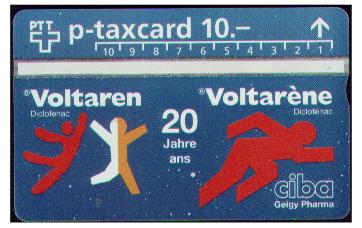 PTT p-taxcard 10.–
10 9 8 7 6 5 4 3 2 1
®Voltaren
Diclofenac
®Voltarène
Diclofénac
20
Jahre
ans
ciba
Geigy Pharma